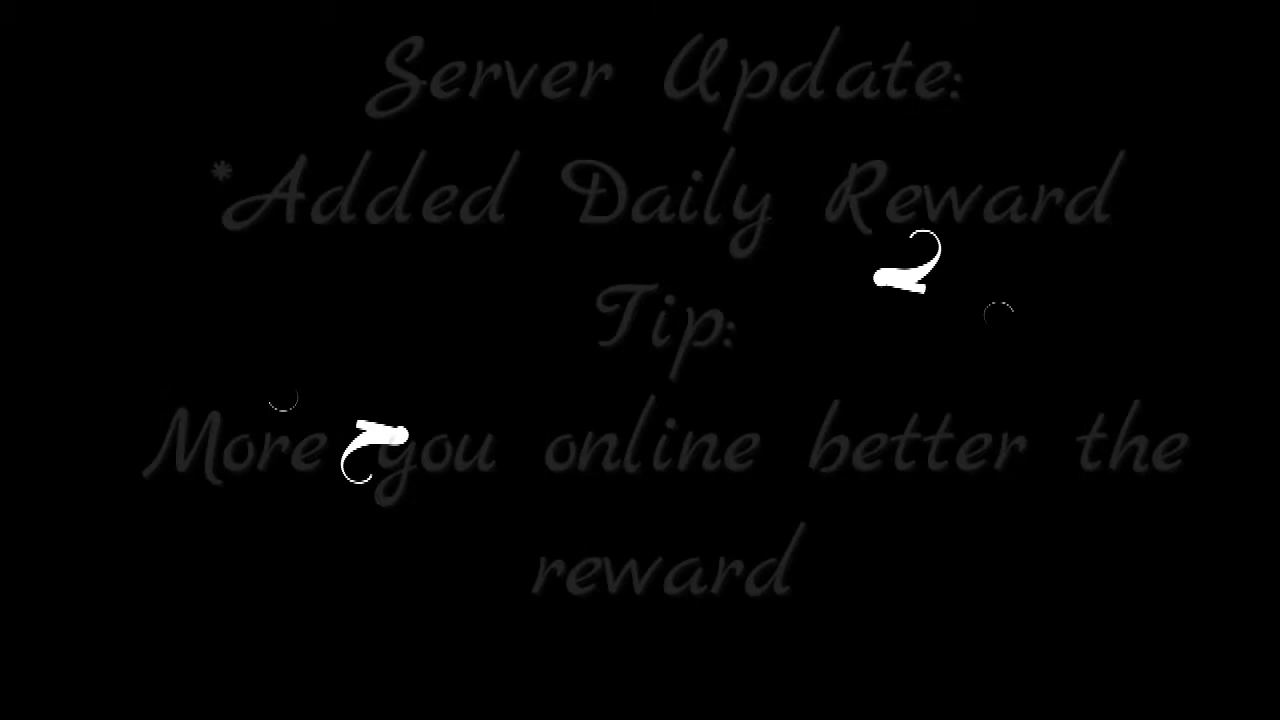 Server Update:
*Added Daily Reward
Tip:
More you online better the
reward